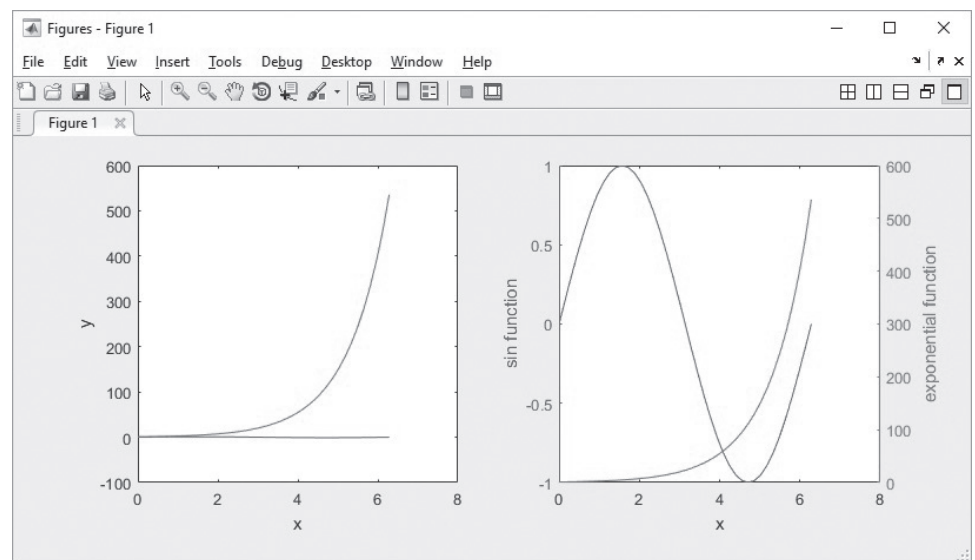 Figures - Figure 1
File Edit View Insert Tools Debug Desktop Window Help
Figure 1
600
500
400
300
200
100
0
-100
y
0 2 4 6 8
x
1
0.5
0
-0.5
-1
sin function
0 2 4 6 8
x
600
500
400
300
200
100
0
exponential function